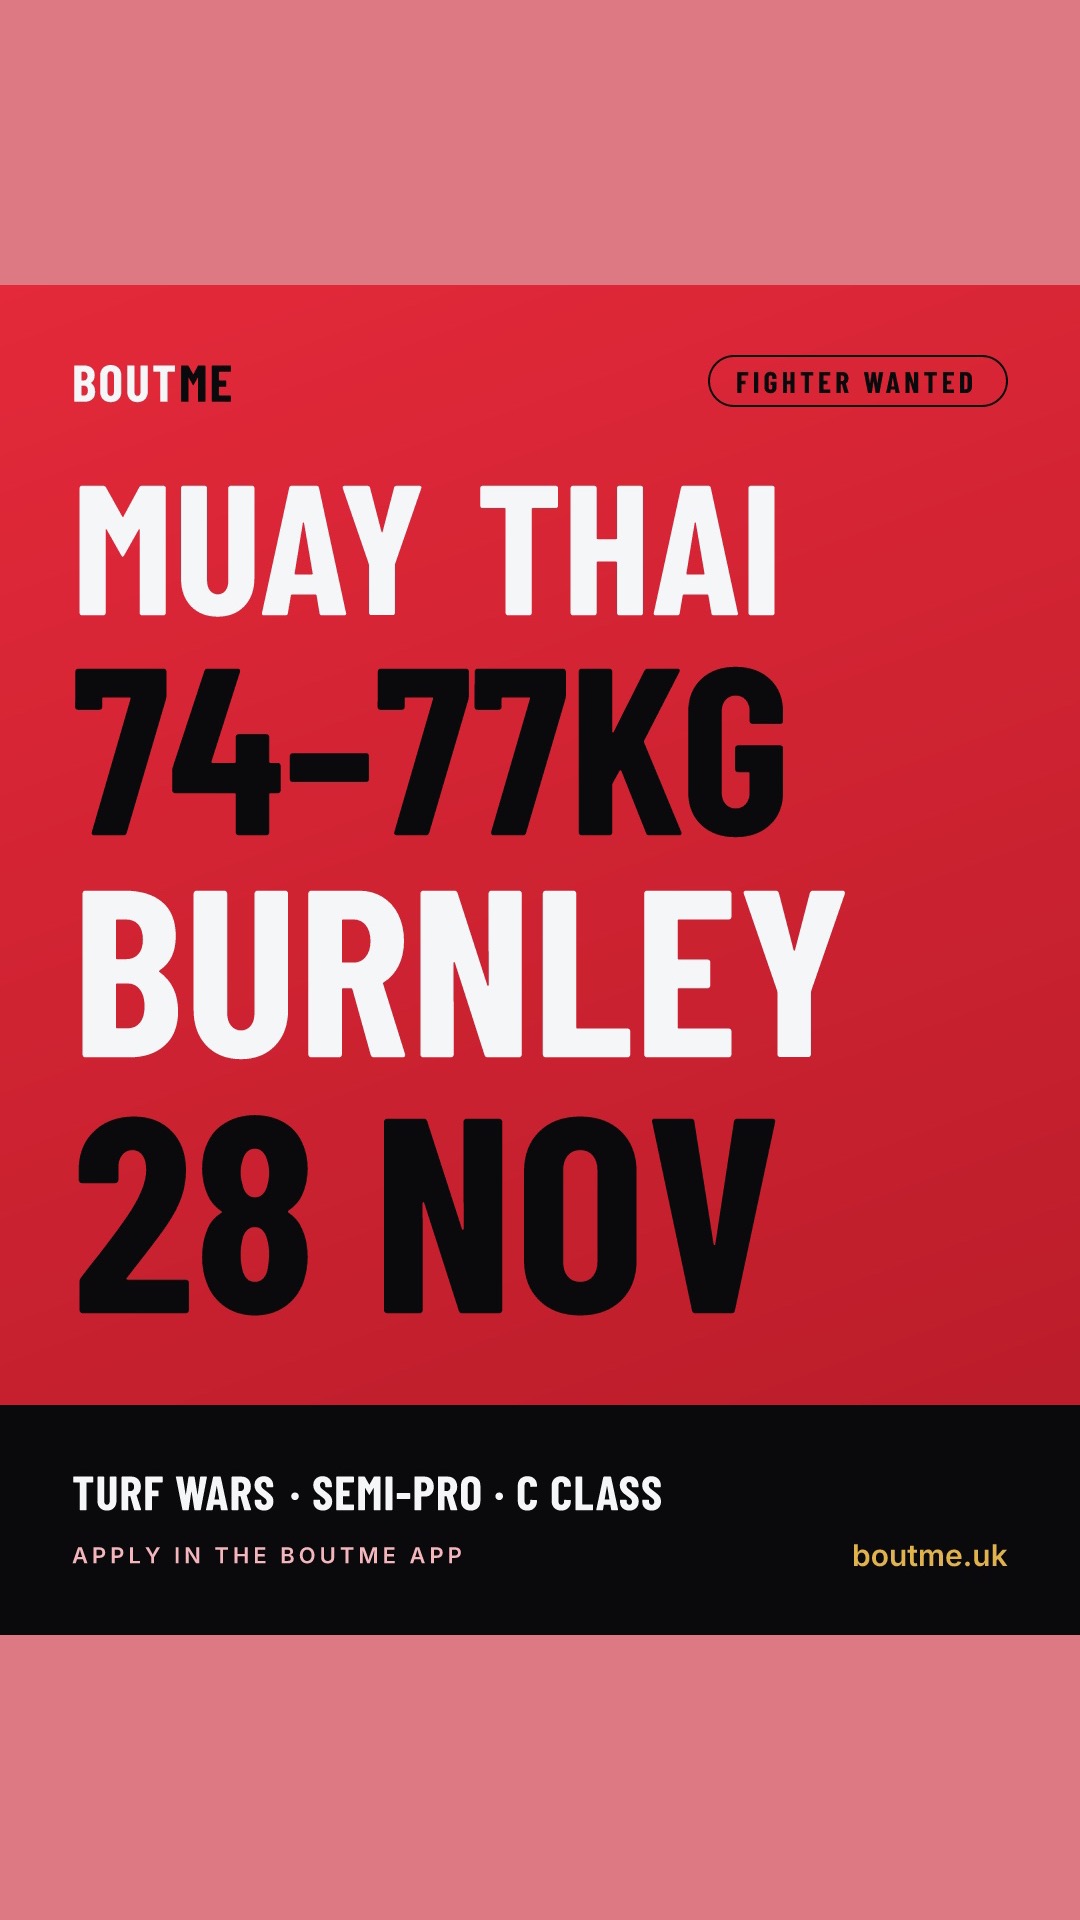 BOUTME
FIGHTER WANTED
MUAY THAI
74–77KG
BURNLEY
28 NOV
TURF WARS · SEMI-PRO · C CLASS
APPLY IN THE BOUTME APP
boutme.uk